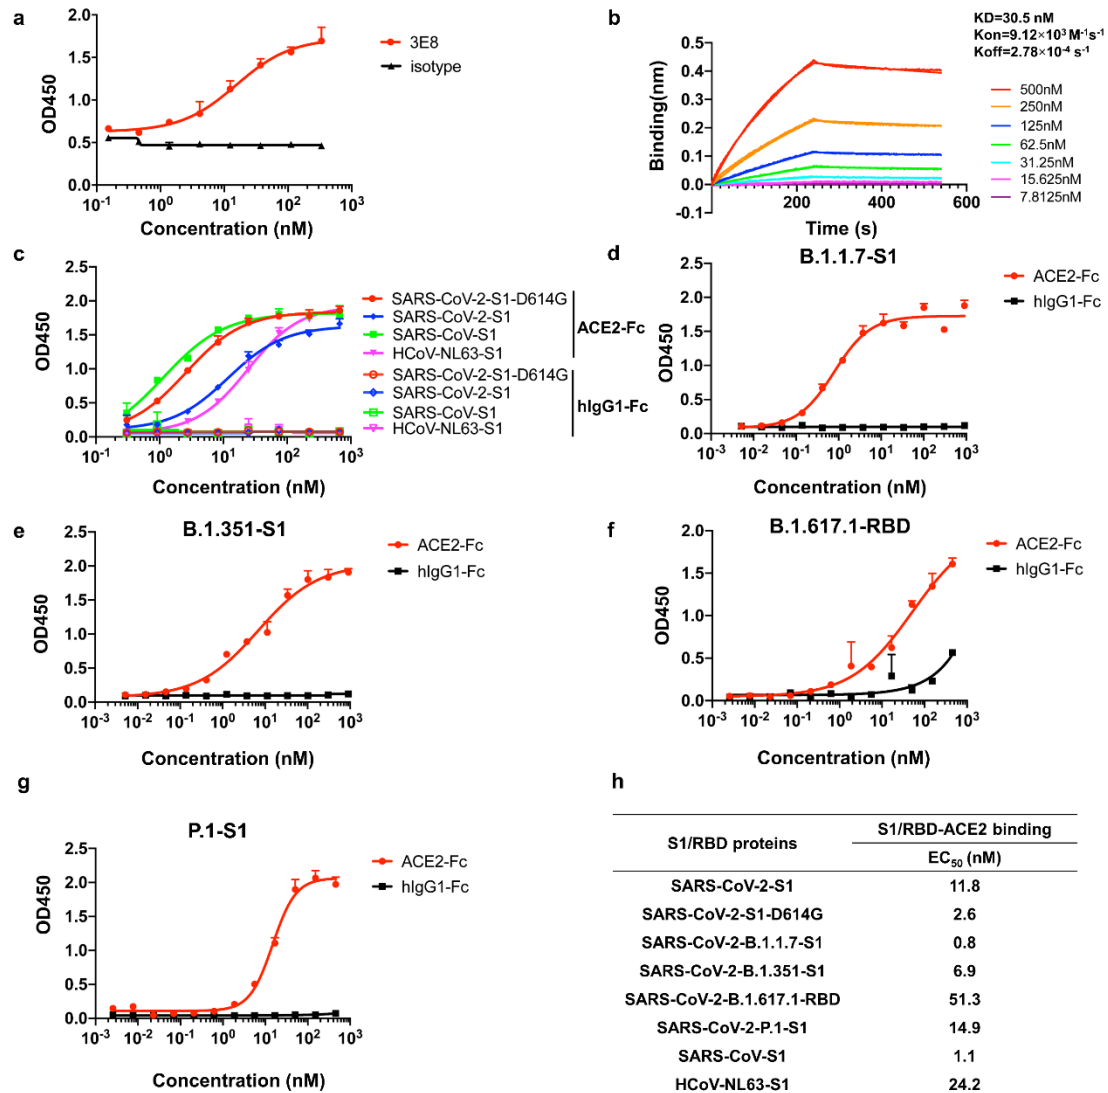 a
2.0
1.5
1.0
0.5
0.0
OD450
10⁻¹ 10⁰ 10¹ 10² 10³
Concentration (nM)
3E8
isotype
b
KD=30.5 nM
Kon=9.12×10³ M⁻¹s⁻¹
Koff=2.78×10⁻⁴ s⁻¹
0.5
0.4
0.3
0.2
0.1
0.0
-0.1
Binding(nm)
200 400 600
Time (s)
500nM
250nM
125nM
62.5nM
31.25nM
15.625nM
7.8125nM
c
2.5
2.0
1.5
1.0
0.5
0.0
OD450
10⁻¹ 10⁰ 10¹ 10² 10³
Concentration (nM)
SARS-CoV-2-S1-D614G
SARS-CoV-2-S1
SARS-CoV-S1
HCoV-NL63-S1
ACE2-Fc
SARS-CoV-2-S1-D614G
SARS-CoV-2-S1
SARS-CoV-S1
HCoV-NL63-S1
hIgG1-Fc
d
B.1.1.7-S1
2.5
2.0
1.5
1.0
0.5
0.0
OD450
10⁻³ 10⁻² 10⁻¹ 10⁰ 10¹ 10² 10³
Concentration (nM)
ACE2-Fc
hIgG1-Fc
e
B.1.351-S1
2.5
2.0
1.5
1.0
0.5
0.0
OD450
10⁻³ 10⁻² 10⁻¹ 10⁰ 10¹ 10² 10³
Concentration (nM)
ACE2-Fc
hIgG1-Fc
f
B.1.617.1-RBD
2.0
1.5
1.0
0.5
0.0
OD450
10⁻³ 10⁻² 10⁻¹ 10⁰ 10¹ 10² 10³
Concentration (nM)
ACE2-Fc
hIgG1-Fc
g
P.1-S1
2.5
2.0
1.5
1.0
0.5
0.0
OD450
10⁻³ 10⁻² 10⁻¹ 10⁰ 10¹ 10² 10³
Concentration (nM)
ACE2-Fc
hIgG1-Fc
h
S1/RBD proteins S1/RBD-ACE2 binding
EC₅₀ (nM)
SARS-CoV-2-S1 11.8
SARS-CoV-2-S1-D614G 2.6
SARS-CoV-2-B.1.1.7-S1 0.8
SARS-CoV-2-B.1.351-S1 6.9
SARS-CoV-2-B.1.617.1-RBD 51.3
SARS-CoV-2-P.1-S1 14.9
SARS-CoV-S1 1.1
HCoV-NL63-S1 24.2